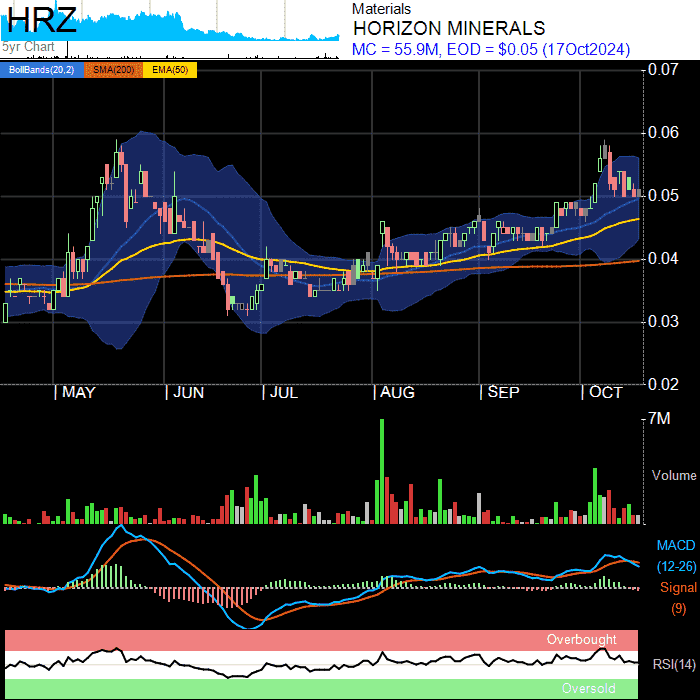 HRZ
5yr Chart
Materials
HORIZON MINERALS
MC = 55.9M, EOD = $0.05 (17Oct2024)
BollBands(20,2) SMA(200) EMA(50)
0.07
0.06
0.05
0.04
0.03
0.02
MAY JUN JUL AUG SEP OCT
7M
Volume
MACD
(12-26)
Signal
(9)
Overbought
RSI(14)
Oversold